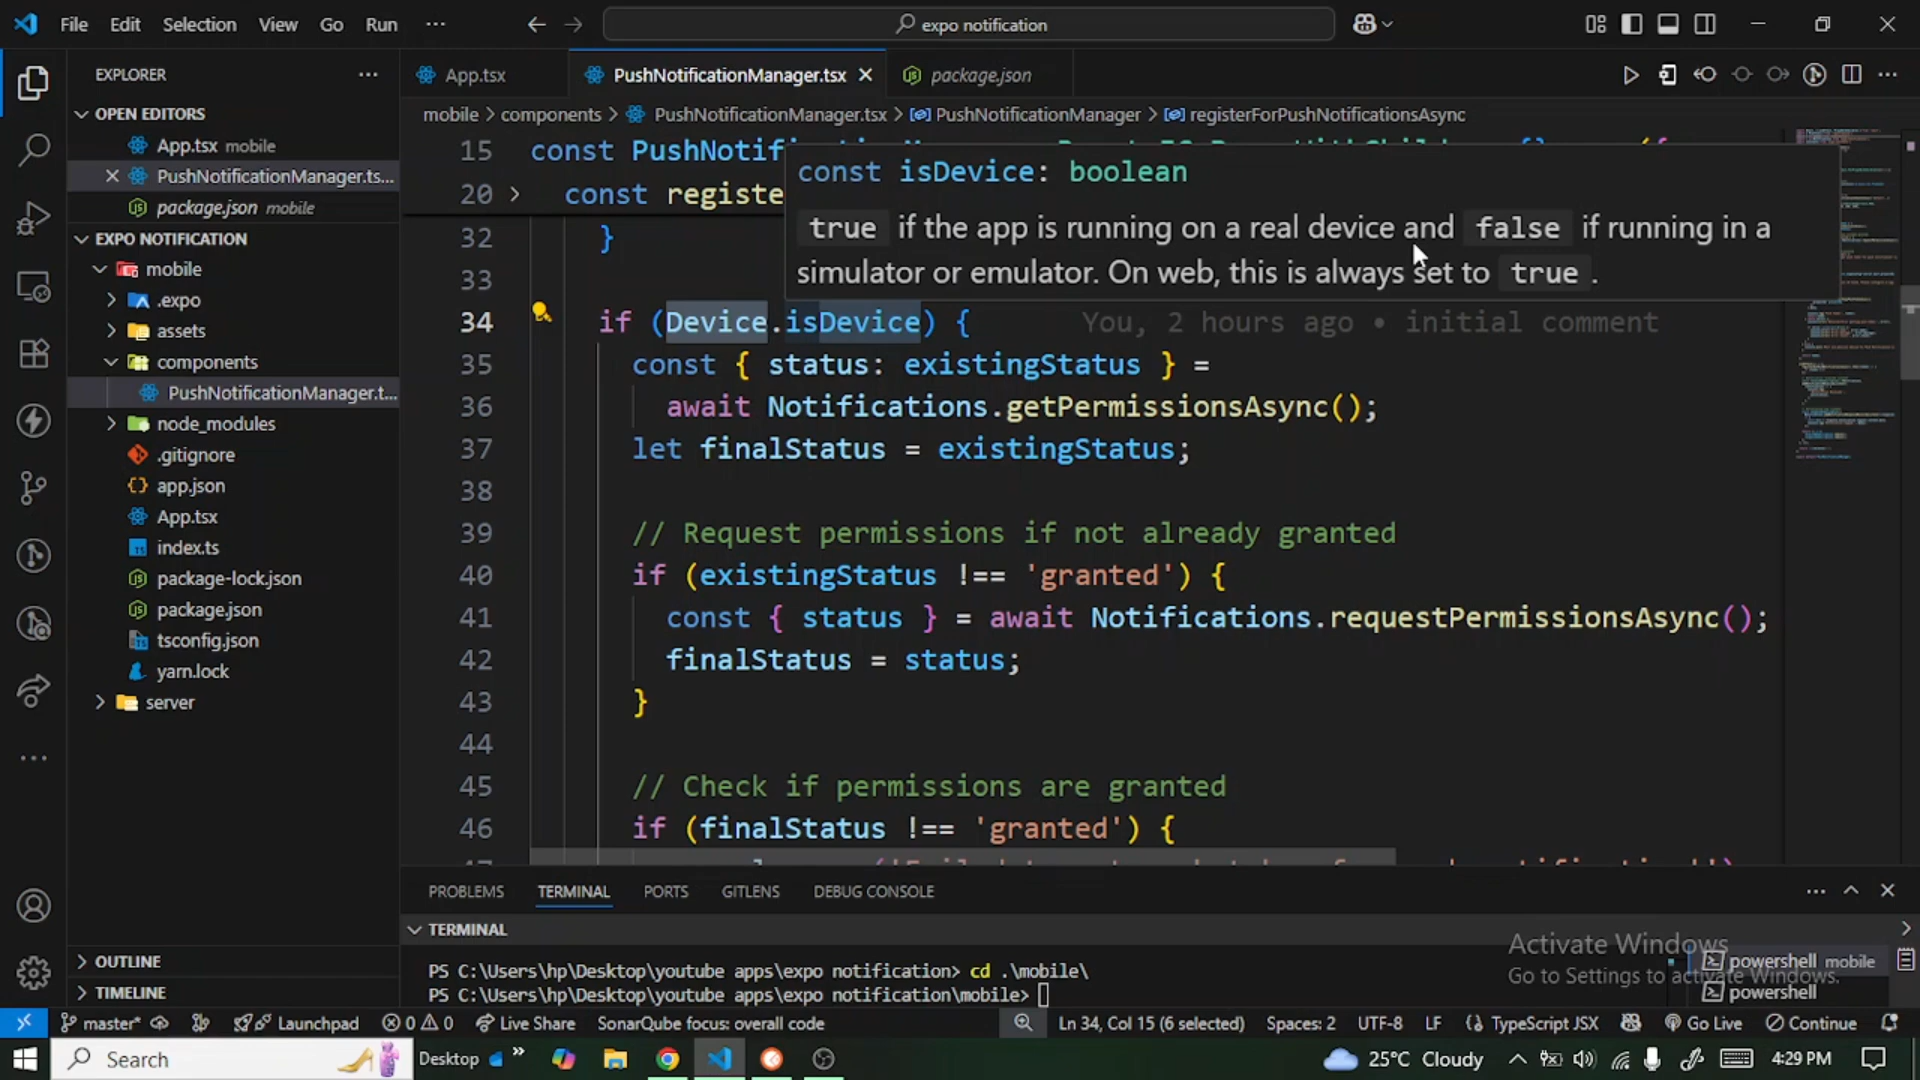 File Edit Selection View Go Run ···
expo notification
EXPLORER ···
OPEN EDITORS
App.tsx mobile
PushNotificationManager.ts...
package.json mobile
EXPO NOTIFICATION
mobile
.expo
assets
components
PushNotificationManager.t...
node_modules
.gitignore
app.json
App.tsx
index.ts
package-lock.json
package.json
tsconfig.json
yarn.lock
server
OUTLINE
TIMELINE
App.tsx PushNotificationManager.tsx package.json
mobile > components > PushNotificationManager.tsx > PushNotificationManager > registerForPushNotificationsAsync
15 const PushNotif
20 const registe
const isDevice: boolean
true if the app is running on a real device and false if running in a
simulator or emulator. On web, this is always set to true .
32 }
33
34 if (Device.isDevice) { You, 2 hours ago • initial comment
35 const { status: existingStatus } =
36 await Notifications.getPermissionsAsync();
37 let finalStatus = existingStatus;
38
39 // Request permissions if not already granted
40 if (existingStatus !== 'granted') {
41 const { status } = await Notifications.requestPermissionsAsync();
42 finalStatus = status;
43 }
44
45 // Check if permissions are granted
46 if (finalStatus !== 'granted') {
PROBLEMS TERMINAL PORTS GITLENS DEBUG CONSOLE
TERMINAL
PS C:\Users\hp\Desktop\youtube apps\expo notification> cd .\mobile\
PS C:\Users\hp\Desktop\youtube apps\expo notification\mobile>
powershell mobile
powershell
Activate Windows
Go to Settings to activate Windows.
master* Launchpad 0 0 Live Share SonarQube focus: overall code Ln 34, Col 15 (6 selected) Spaces: 2 UTF-8 LF TypeScript JSX Go Live Continue
Search Desktop 25°C Cloudy 4:29 PM